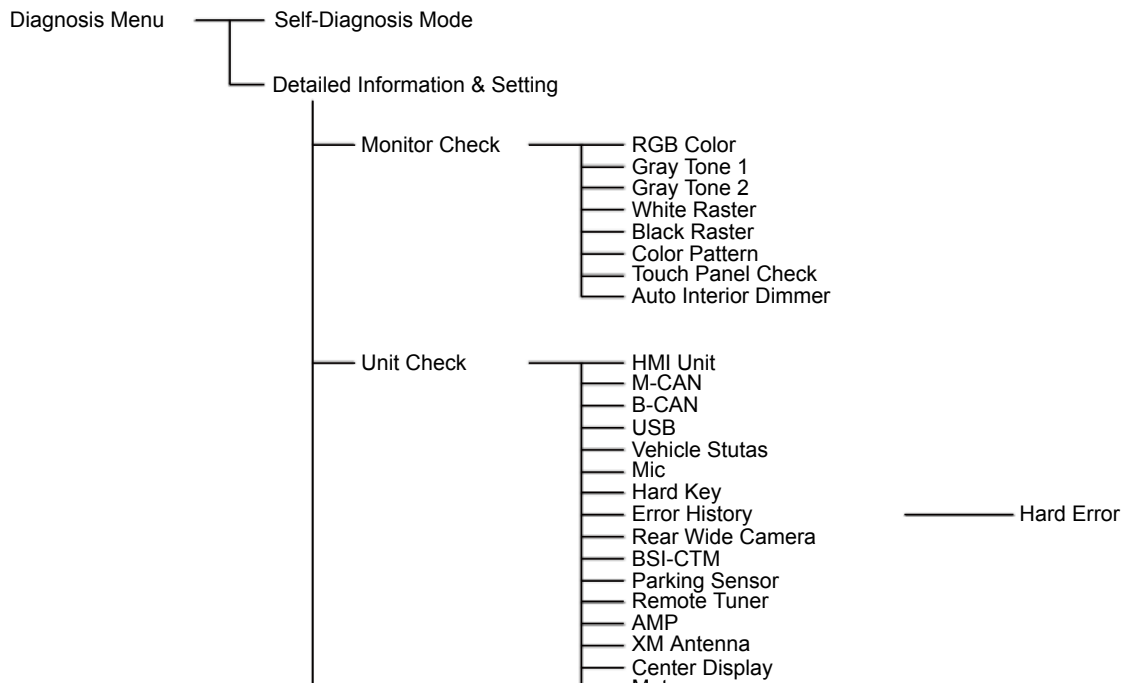 Diagnosis Menu
Self-Diagnosis Mode
Detailed Information & Setting
Monitor Check
RGB Color
Gray Tone 1
Gray Tone 2
White Raster
Black Raster
Color Pattern
Touch Panel Check
Auto Interior Dimmer
Unit Check
HMI Unit
M-CAN
B-CAN
USB
Vehicle Stutas
Mic
Hard Key
Error History
Hard Error
Rear Wide Camera
BSI-CTM
Parking Sensor
Remote Tuner
AMP
XM Antenna
Center Display